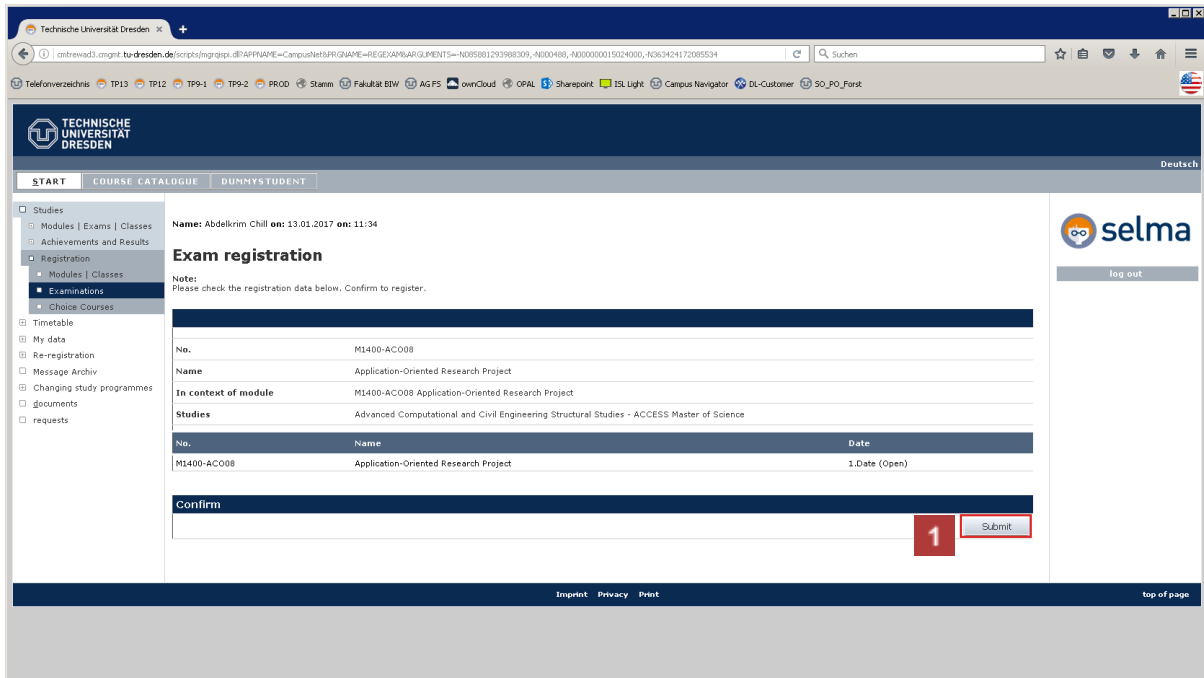 Technische Universität Dresden × +
cmtrewad3.cmgmt.tu-dresden.de/scripts/mgrqispi.dll?APPNAME=CampusNet&PRGNAME=REGEXAM&ARGUMENTS=-N085881293988309,-N000488,-N000000015024000,-N363424172085534
Suchen
Telefonverzeichnis TP13 TP12 TP9-1 TP9-2 PROD Stamm Fakultät BIW AG FS ownCloud OPAL Sharepoint ISL Light Campus Navigator DL-Customer SO_PO_Forst
TECHNISCHE
UNIVERSITÄT
DRESDEN
Deutsch
START COURSE CATALOGUE DUMMYSTUDENT
Studies
Modules | Exams | Classes
Achievements and Results
Registration
Modules | Classes
Examinations
Choice Courses
Timetable
My data
Re-registration
Message Archiv
Changing study programmes
documents
requests
Name: Abdelkrim Chill on: 13.01.2017 on: 11:34
Exam registration
Note:
Please check the registration data below. Confirm to register.
No. M1400-ACO08
Name Application-Oriented Research Project
In context of module M1400-ACO08 Application-Oriented Research Project
Studies Advanced Computational and Civil Engineering Structural Studies - ACCESS Master of Science
No. Name Date
M1400-ACO08 Application-Oriented Research Project 1.Date (Open)
Confirm
1 Submit
selma
log out
Imprint Privacy Print top of page